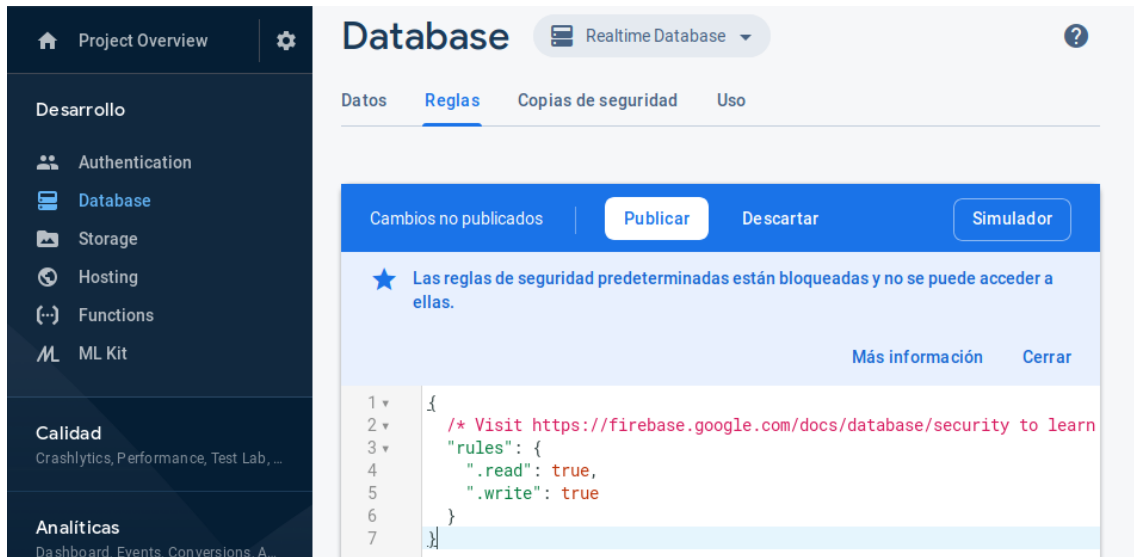 Project Overview
Desarrollo
Authentication
Database
Storage
Hosting
Functions
ML Kit
Calidad
Crashlytics, Performance, Test Lab, ...
Analíticas
Dashboard, Events, Conversions, A...
Database
Realtime Database
Datos Reglas Copias de seguridad Uso
Cambios no publicados Publicar Descartar Simulador
Las reglas de seguridad predeterminadas están bloqueadas y no se puede acceder a
ellas.
Más información Cerrar
1 {
2 /* Visit https://firebase.google.com/docs/database/security to learn
3 "rules": {
4 ".read": true,
5 ".write": true
6 }
7 }